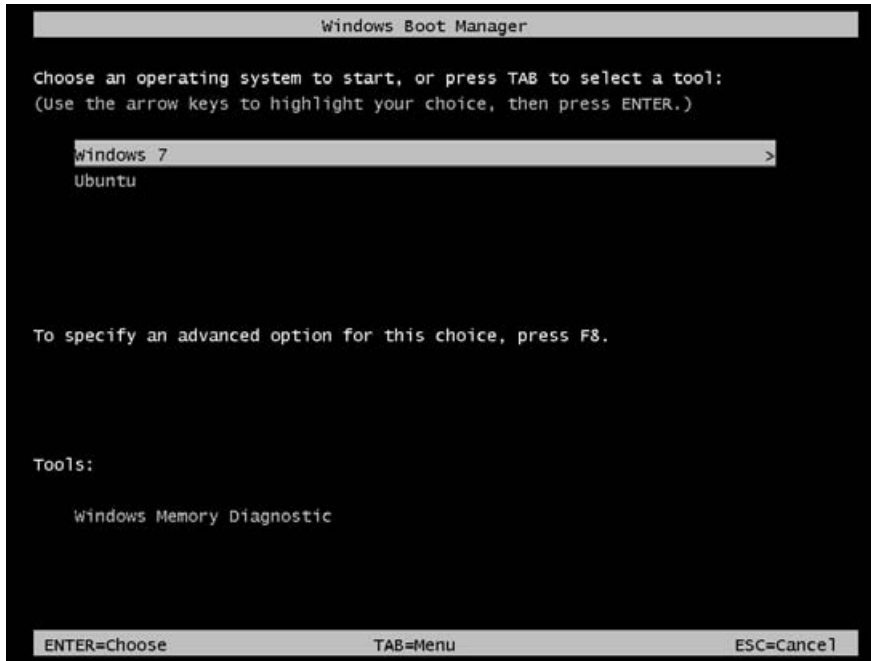 Windows Boot Manager
Choose an operating system to start, or press TAB to select a tool:
(Use the arrow keys to highlight your choice, then press ENTER.)
Windows 7 >
Ubuntu
To specify an advanced option for this choice, press F8.
Tools:
Windows Memory Diagnostic
ENTER=Choose TAB=Menu ESC=Cancel